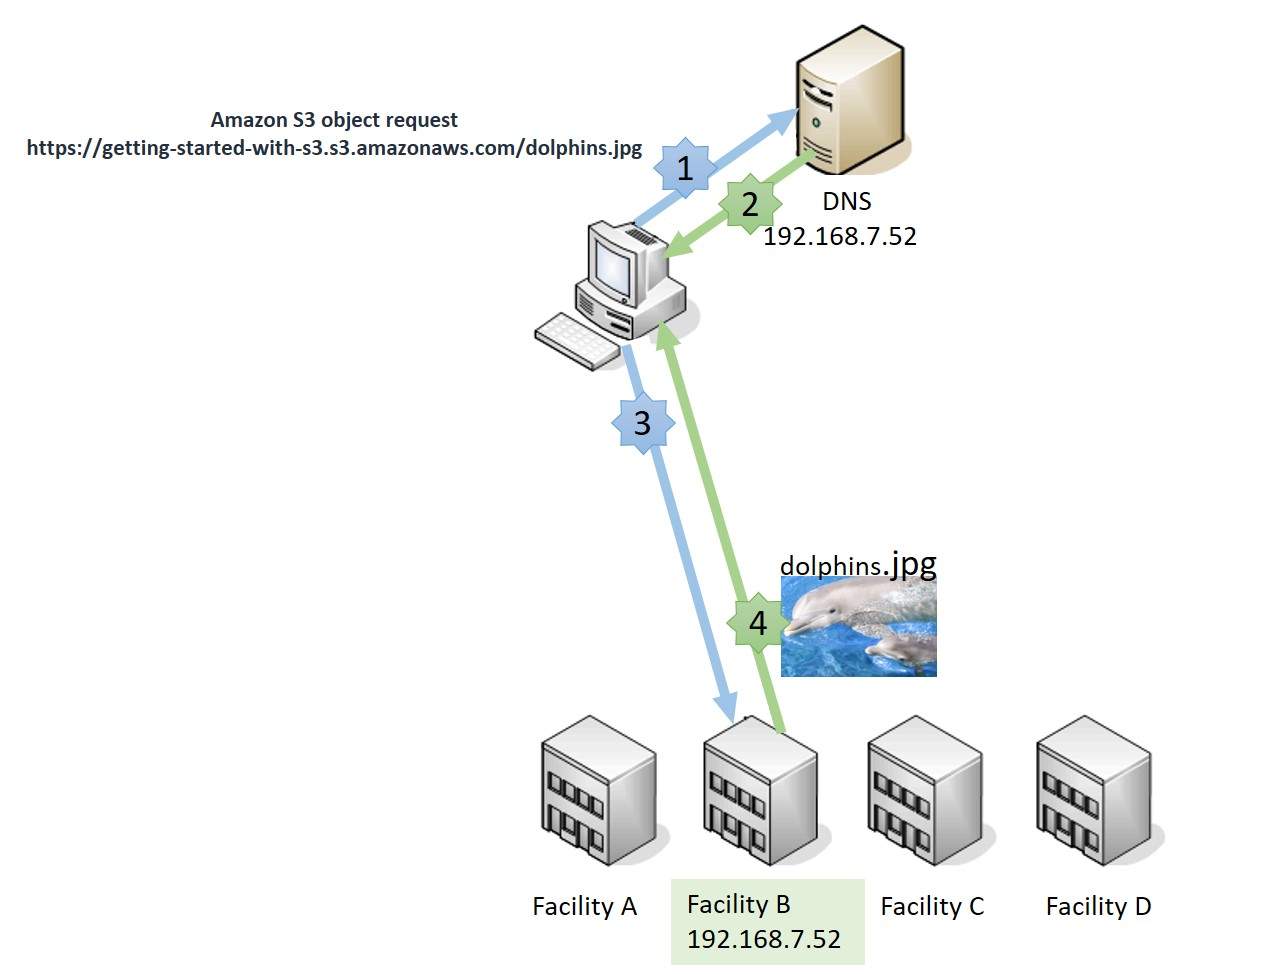 Amazon S3 object request
https://getting-started-with-s3.s3.amazonaws.com/dolphins.jpg
1
2
DNS
192.168.7.52
3
dolphins.jpg
4
Facility A
Facility B
192.168.7.52
Facility C
Facility D